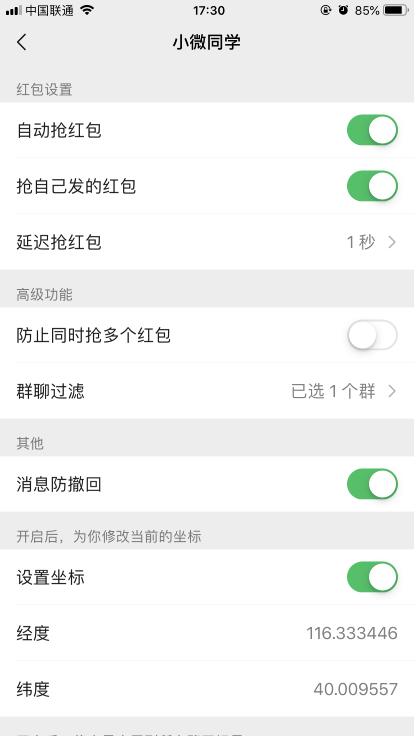 中国联通 17:30 85%
小微同学
红包设置
自动抢红包
抢自己发的红包
延迟抢红包 1 秒
高级功能
防止同时抢多个红包
群聊过滤 已选 1 个群
其他
消息防撤回
开启后，为你修改当前的坐标
设置坐标
经度 116.333446
纬度 40.009557